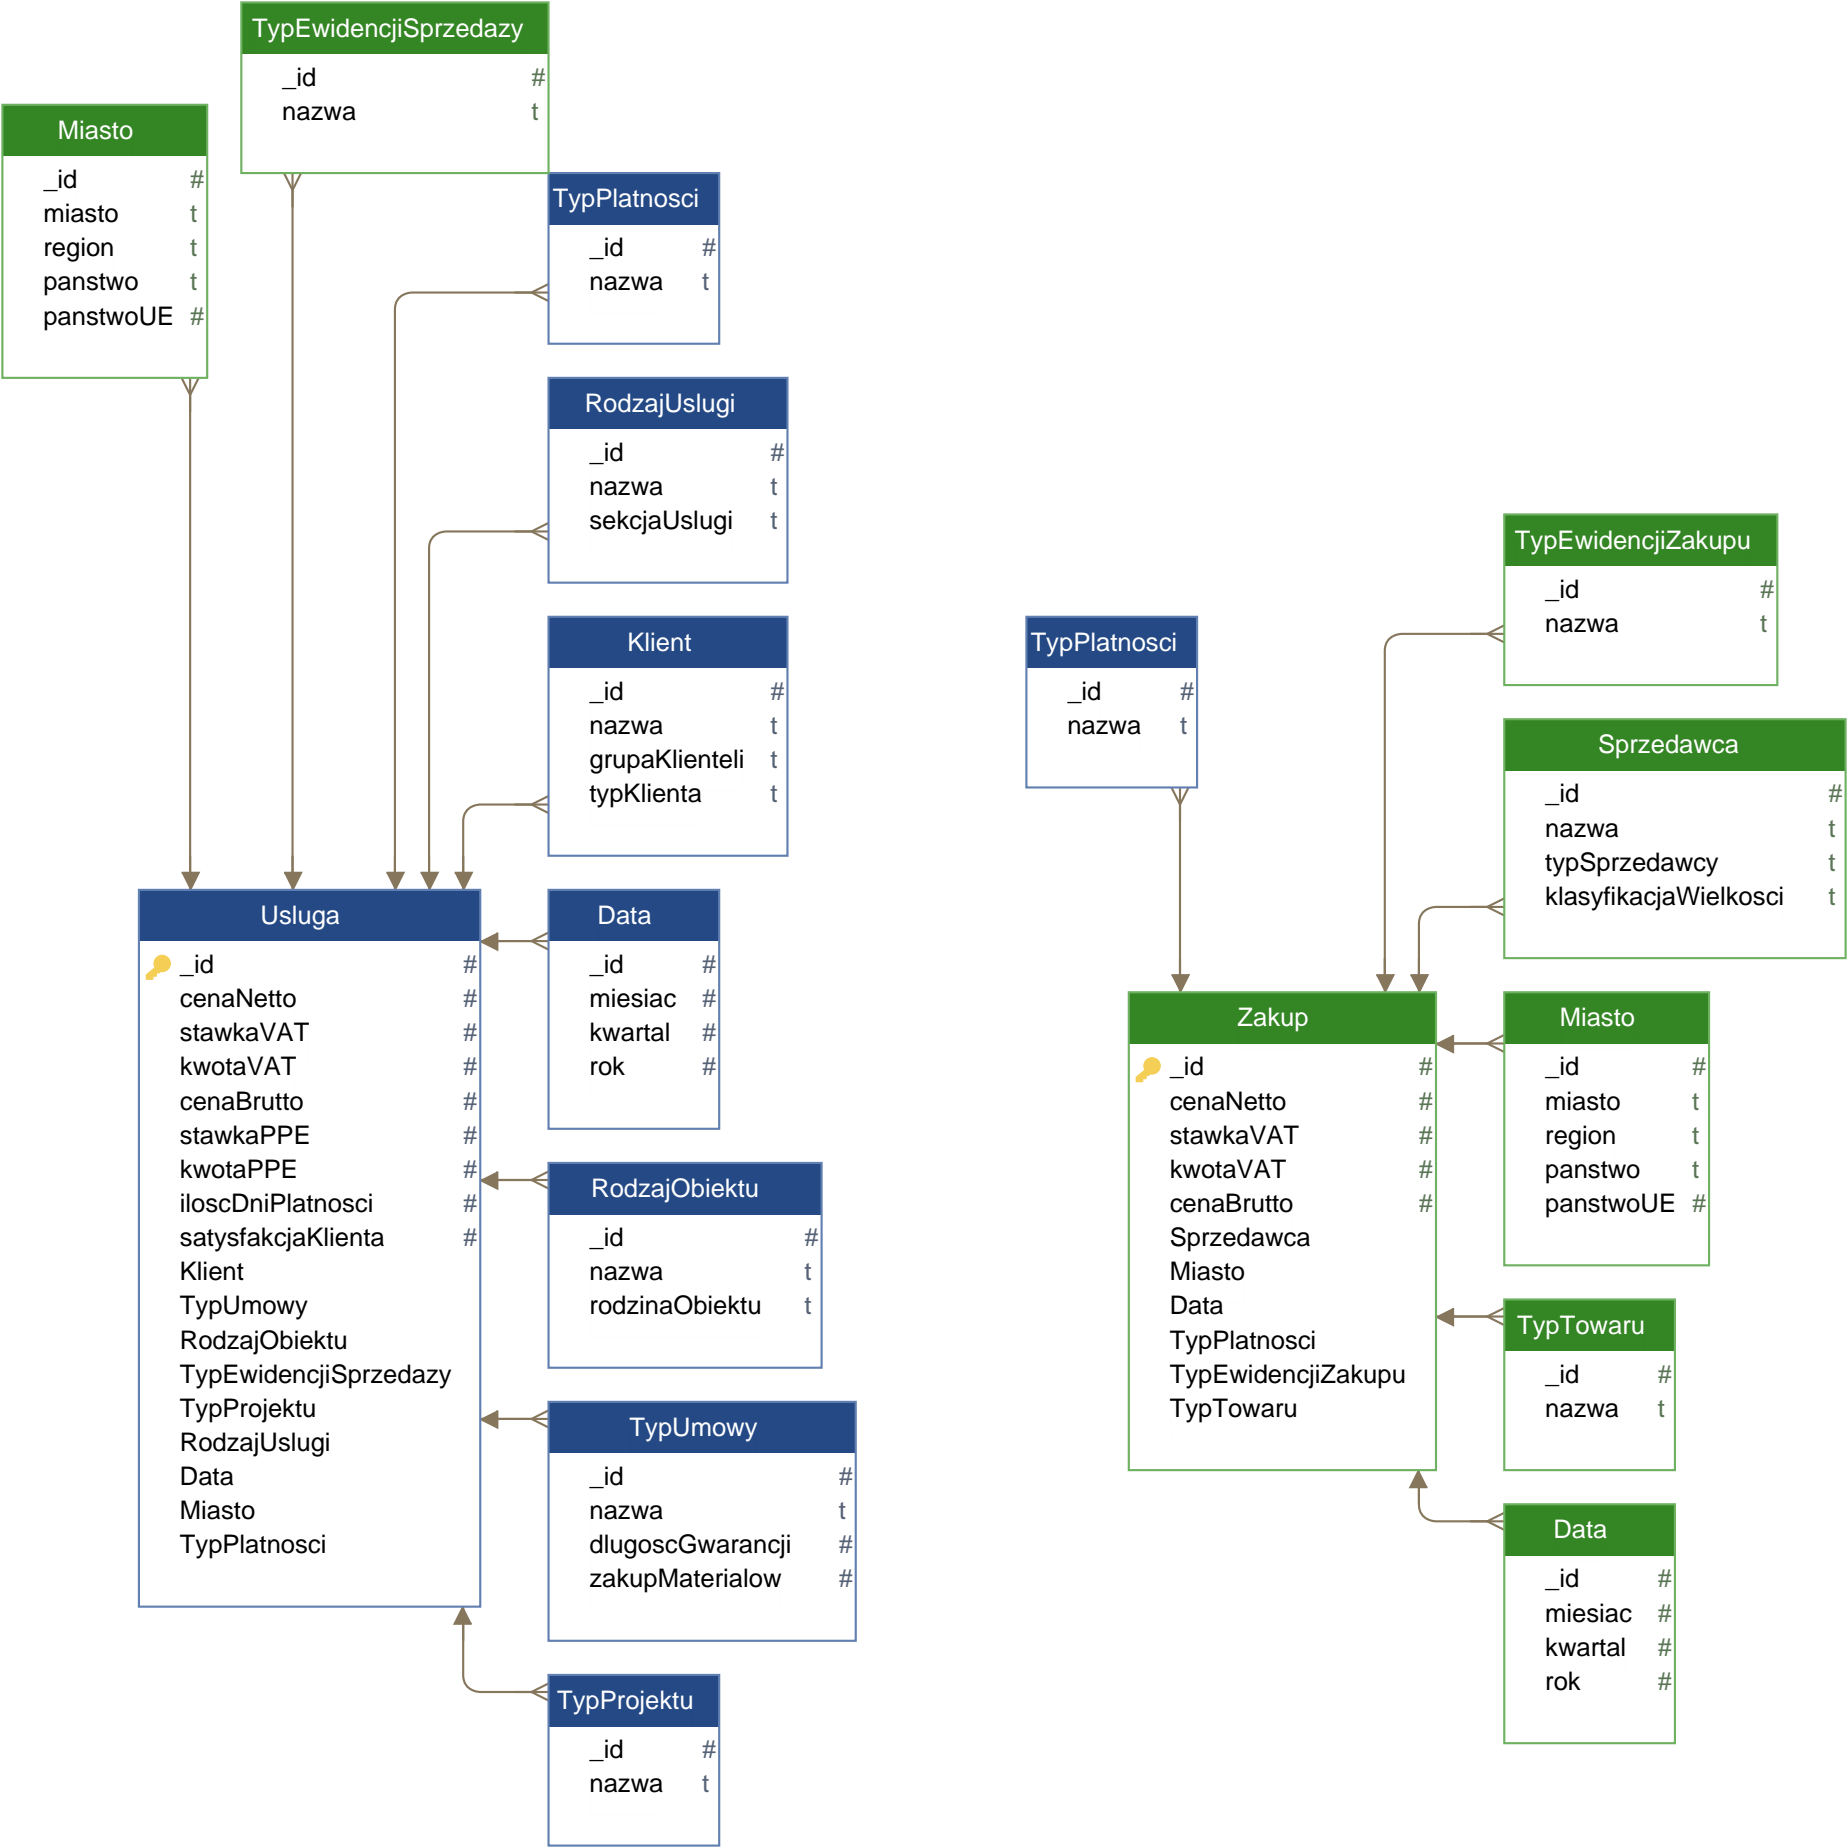 TypEwidencjiSprzedazy
_id #
nazwa t
Miasto
_id #
miasto t
region t
panstwo t
panstwoUE #
TypPlatnosci
_id #
nazwa t
RodzajUslugi
_id #
nazwa t
sekcjaUslugi t
Klient
_id #
nazwa t
grupaKlienteli t
typKlienta t
Usluga
_id #
cenaNetto #
stawkaVAT #
kwotaVAT #
cenaBrutto #
stawkaPPE #
kwotaPPE #
iloscDniPlatnosci #
satysfakcjaKlienta #
Klient
TypUmowy
RodzajObiektu
TypEwidencjiSprzedazy
TypProjektu
RodzajUslugi
Data
Miasto
TypPlatnosci
Data
_id #
miesiac #
kwartal #
rok #
RodzajObiektu
_id #
nazwa t
rodzinaObiektu t
TypUmowy
_id #
nazwa t
dlugoscGwarancji #
zakupMaterialow #
TypProjektu
_id #
nazwa t
TypPlatnosci
_id #
nazwa t
TypEwidencjiZakupu
_id #
nazwa t
Sprzedawca
_id #
nazwa t
typSprzedawcy t
klasyfikacjaWielkosci t
Zakup
_id #
cenaNetto #
stawkaVAT #
kwotaVAT #
cenaBrutto #
Sprzedawca
Miasto
Data
TypPlatnosci
TypEwidencjiZakupu
TypTowaru
Miasto
_id #
miasto t
region t
panstwo t
panstwoUE #
TypTowaru
_id #
nazwa t
Data
_id #
miesiac #
kwartal #
rok #